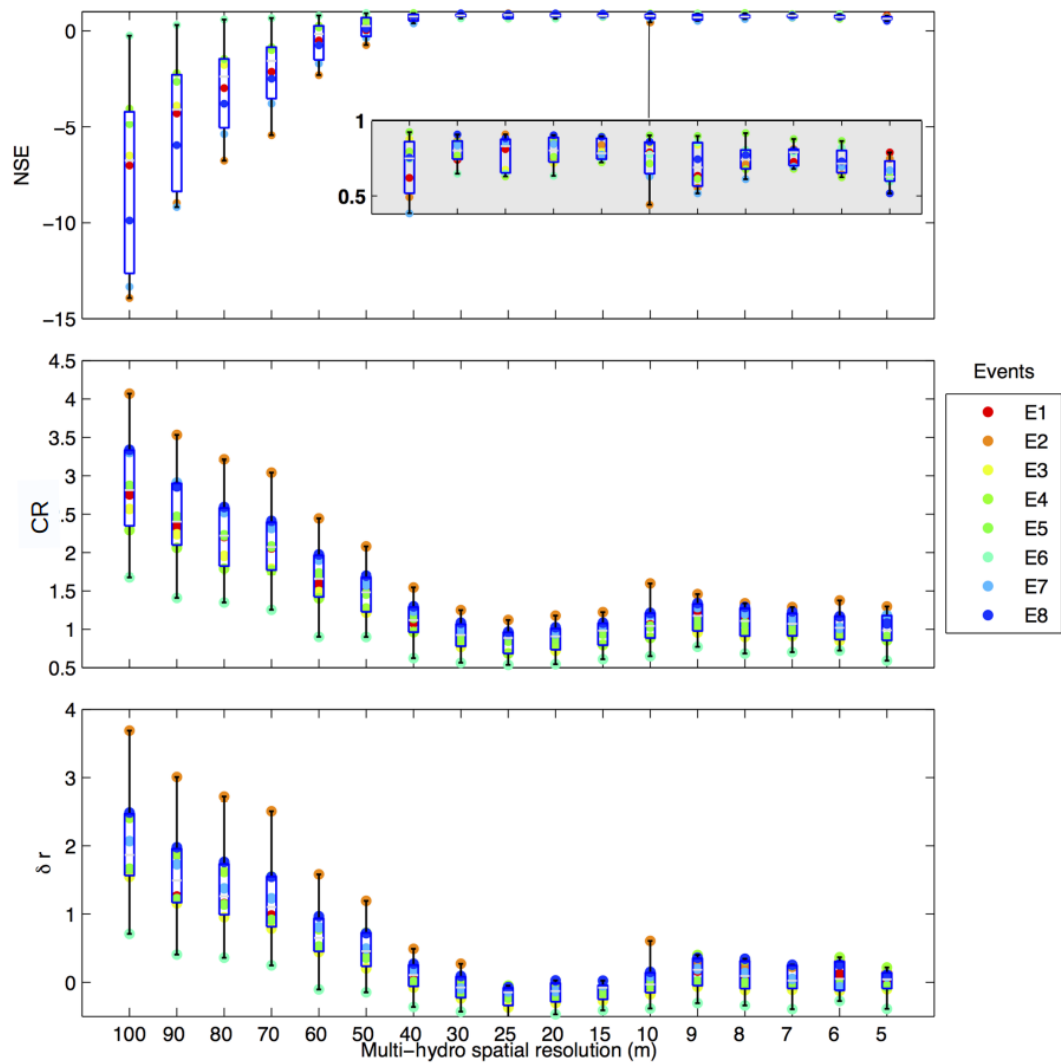 0
−5
−10
−15
NSE
1
0.5
4.5
4
3.5
3
.5
2
1.5
1
0.5
CR
Events
E1
E2
E3
E4
E5
E6
E7
E8
4
3
2
1
0
δ r
100 90 80 70 60 50 40 30 25 20 15 10 9 8 7 6 5
Multi−hydro spatial resolution (m)